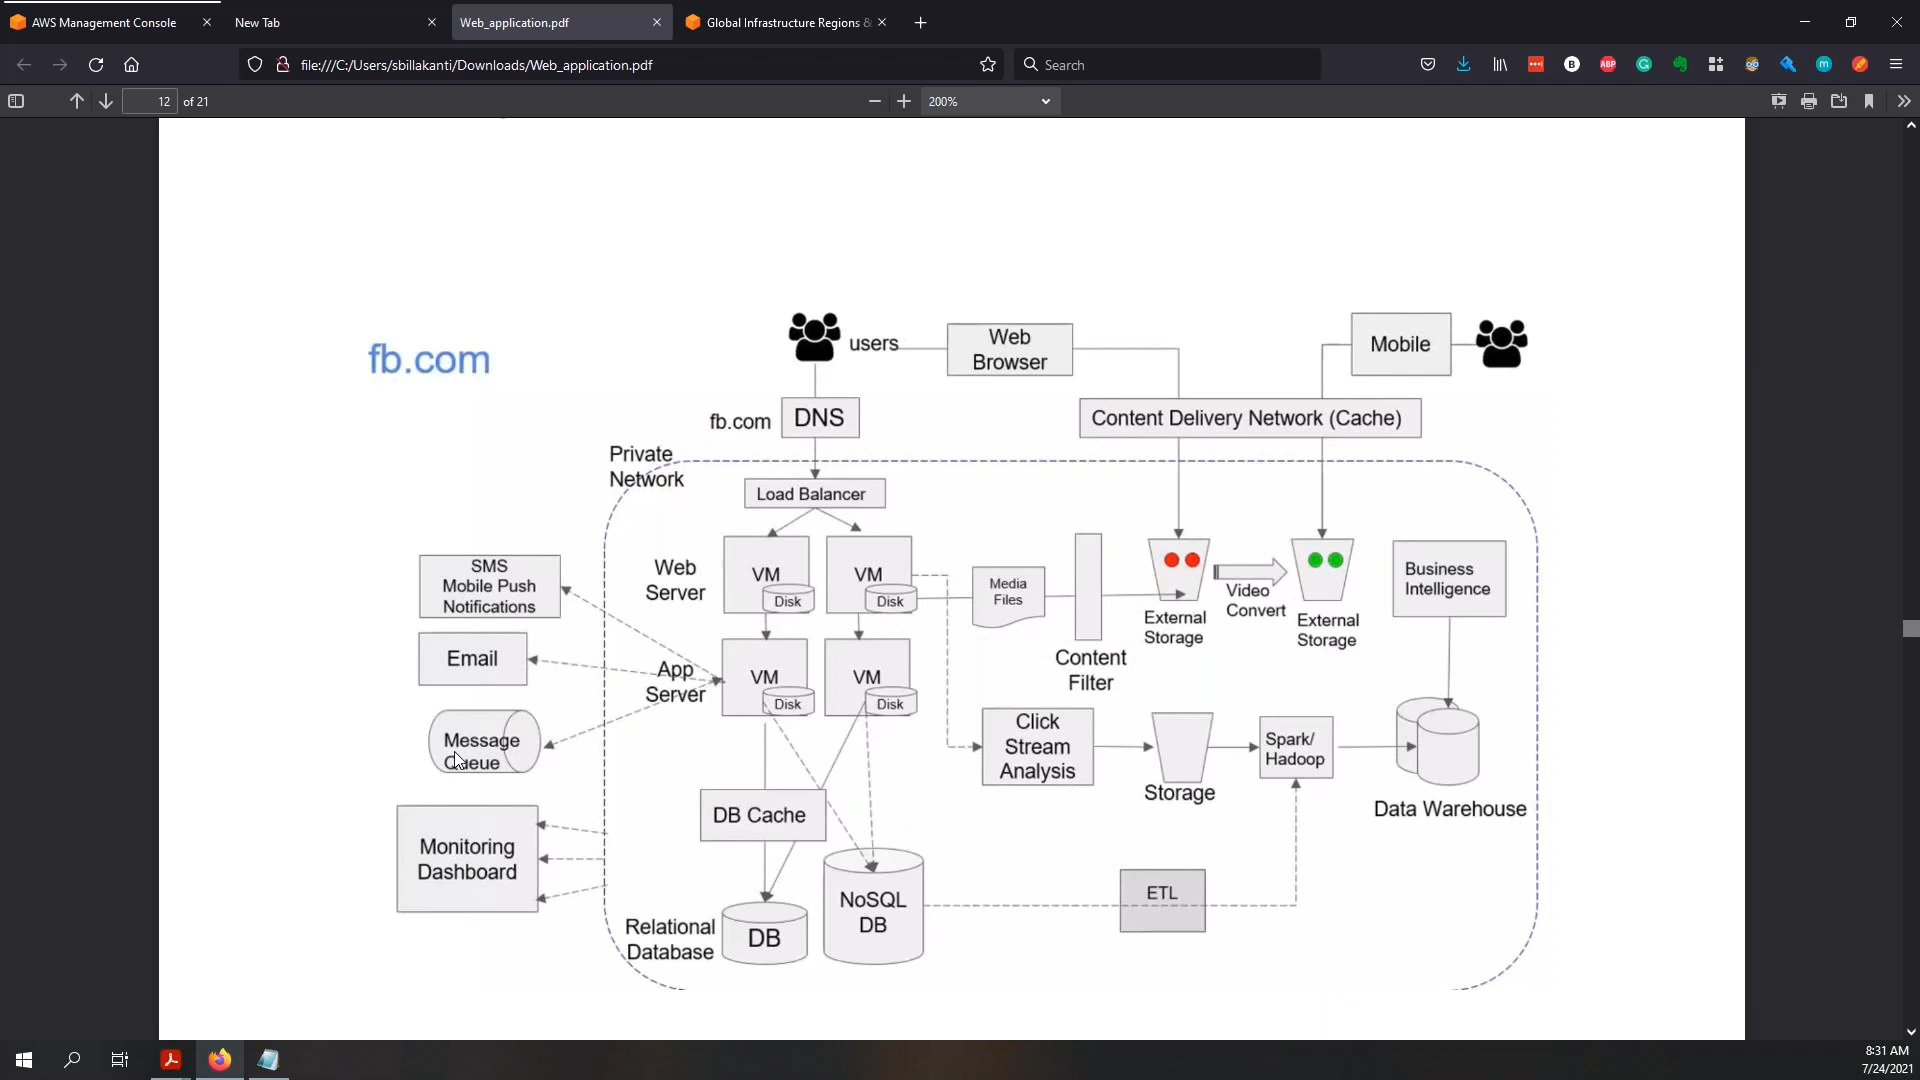 AWS Management Console
New Tab
Web_application.pdf
Global Infrastructure Regions &
file:///C:/Users/sbillakanti/Downloads/Web_application.pdf
Search
12 of 21
200%
fb.com
users
Web
Browser
Mobile
fb.com
DNS
Content Delivery Network (Cache)
Private
Network
Load Balancer
Web
Server
VM
Disk
VM
Disk
SMS
Mobile Push
Notifications
Media
Files
Content
Filter
External
Storage
Video
Convert
External
Storage
Business
Intelligence
Email
App
Server
VM
Disk
VM
Disk
Message
Queue
Click
Stream
Analysis
Storage
Spark/
Hadoop
Data Warehouse
DB Cache
Monitoring
Dashboard
Relational
Database
DB
NoSQL
DB
ETL
8:31 AM
7/24/2021